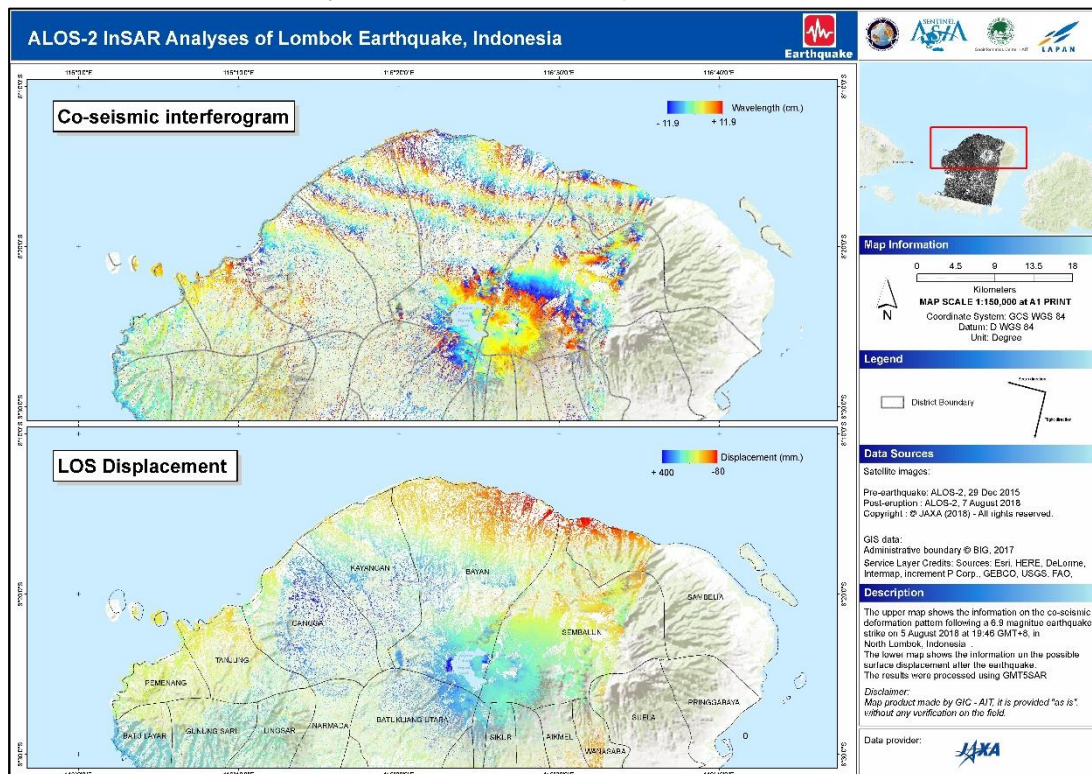 ALOS-2 InSAR Analyses of Lombok Earthquake, Indonesia
Earthquake
SENTINEL
ASIA
Geoinformatics Center - AIT
LAPAN
Co-seismic interferogram
Wavelength (cm.)
- 11.9
+ 11.9
116°20'E
116°40'E
Map Information
0 4.5 9 13.5 18
Kilometers
MAP SCALE 1:150,000 at A1 PRINT
N
Coordinate System: GCS WGS 84
Datum: D WGS 84
Unit: Degree
Legend
District Boundary
LOS Displacement
Displacement (mm.)
+ 400
-80
KAYANGAN
BAYAN
SAMBELIA
GANGGA
SEMBALUN
TANJUNG
PEMENANG
PRINGGABAYA
BATU LAYAR
GUNUNG SARI
LINGSAR
NARMADA
BATUKLIANG UTARA
SIKUR
AIKMEL
SUELA
WANASABA
Data Sources
Satellite images:
Pre-earthquake: ALOS-2, 29 Dec 2015
Post-eruption : ALOS-2, 7 August 2018
Copyright : © JAXA (2018) - All rights reserved.
GIS data:
Administrative boundary © BIG, 2017
Service Layer Credits: Sources: Esri, HERE, DeLorme,
Intermap, increment P Corp., GEBCO, USGS, FAO,
Description
The upper map shows the information on the co-seismic
deformation pattern following a 6.9 magnitue earthquake
strike on 5 August 2018 at 19:46 GMT+8, in
North Lombok, Indonesia .
The lower map shows the information on the possible
surface displacement after the earthquake.
The results were processed using GMT5SAR
Disclaimer:
Map product made by GIC - AIT, it is provided "as is".
without any verification on the field.
Data provider:
JAXA